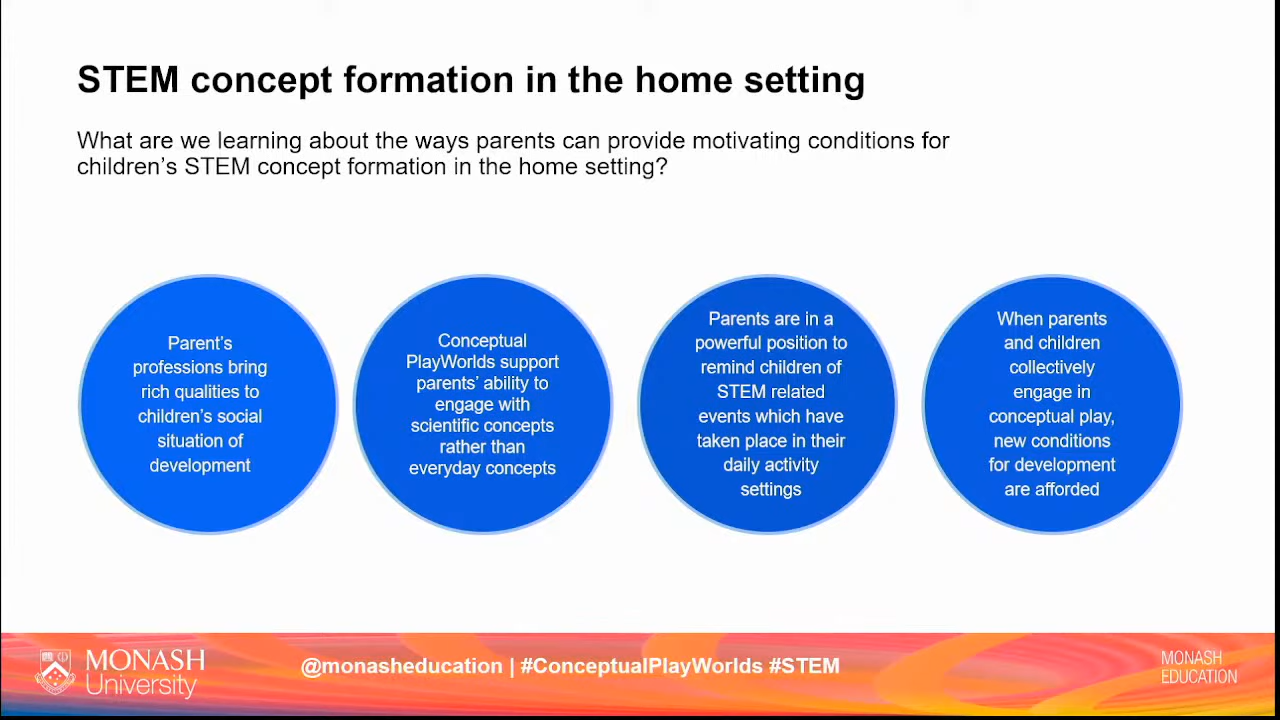 STEM concept formation in the home setting
What are we learning about the ways parents can provide motivating conditions for
children's STEM concept formation in the home setting?
Parent's
professions bring
rich qualities to
children's social
situation of
development
Conceptual
PlayWorlds support
parents' ability to
engage with
scientific concepts
rather than
everyday concepts
Parents are in a
powerful position to
remind children of
STEM related
events which have
taken place in their
daily activity
settings
When parents
and children
collectively
engage in
conceptual play,
new conditions
for development
are afforded
MONASH
University
@monasheducation | #ConceptualPlayWorlds #STEM
MONASH
EDUCATION